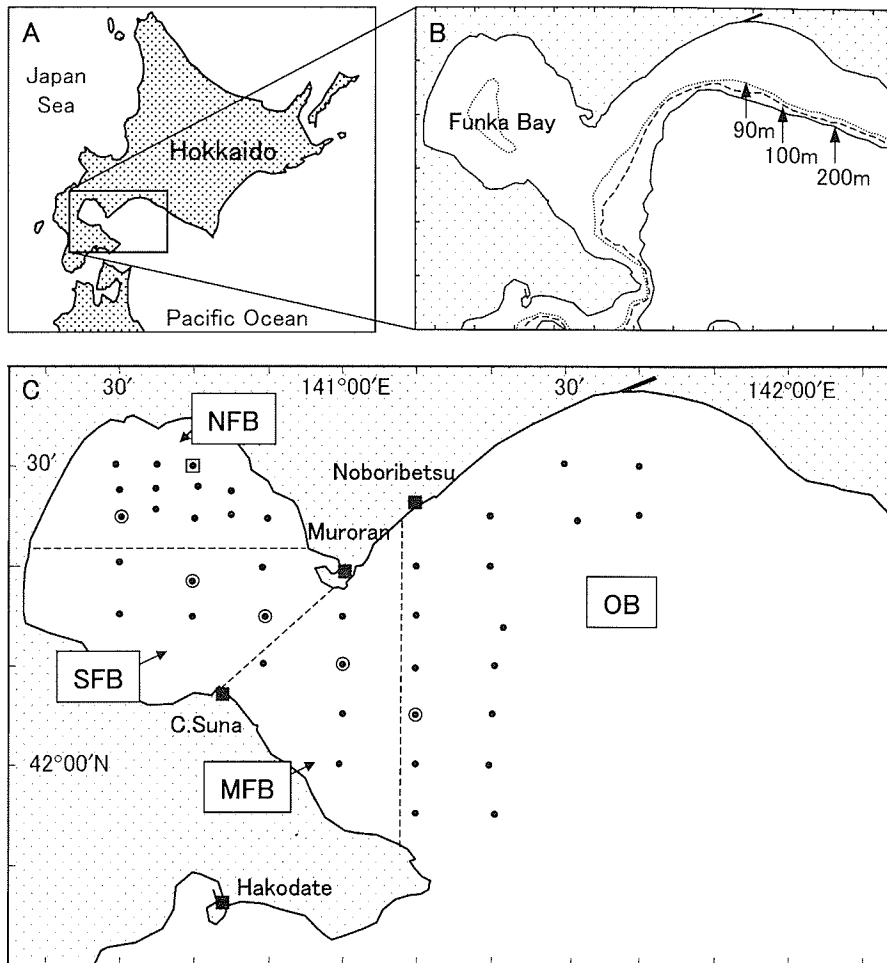 A
Japan
Sea
Hokkaido
Pacific Ocean
B
Funka Bay
90m
100m
200m
C
30′ 141°00′E 30′ 142°00′E
NFB
30′
Noboribetsu
Muroran
OB
SFB
C.Suna
42°00′N
MFB
Hakodate